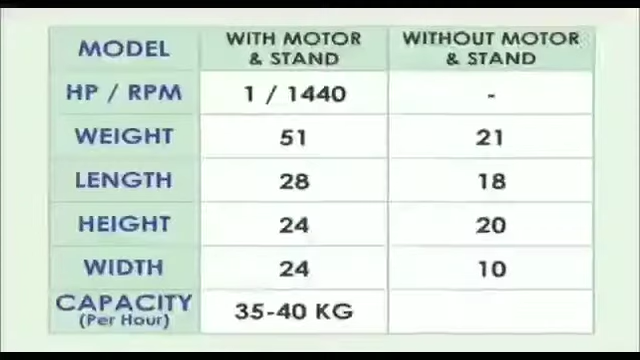 MODEL WITH MOTOR & STAND WITHOUT MOTOR & STAND
HP / RPM 1 / 1440 -
WEIGHT 51 21
LENGTH 28 18
HEIGHT 24 20
WIDTH 24 10
CAPACITY (Per Hour) 35-40 KG